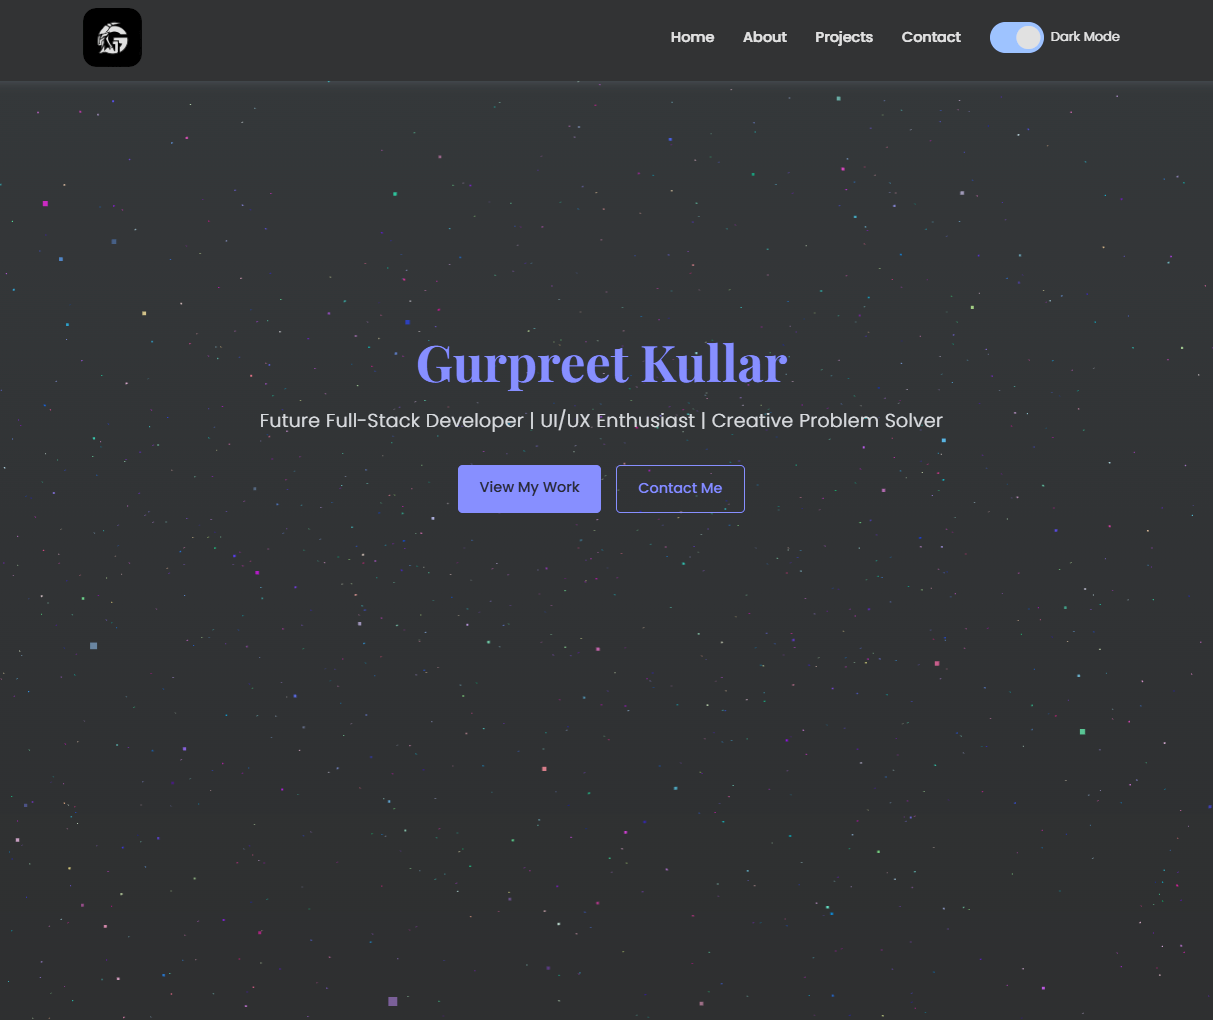 G
Home About Projects Contact Dark Mode
Gurpreet Kullar
Future Full-Stack Developer | UI/UX Enthusiast | Creative Problem Solver
View My Work Contact Me